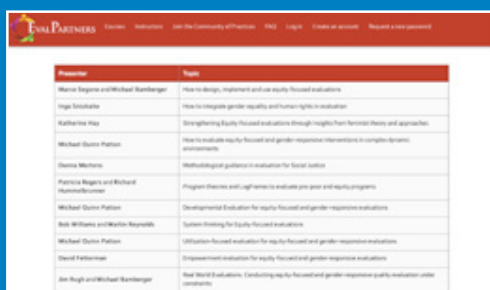 EvalPartners Courses Instructors Join the Community of Practices FAQ Log in Create an account Request a new password
Presenter Topic
Marco Segone and Michael Bamberger How to design, implement and use equity-focused evaluations
Inga Sniukaite How to integrate gender equality and human rights in evaluation
Katherine Hay Strengthening Equity-focused evaluations through insights from feminist theory and approaches
Michael Quinn Patton How to evaluate equity-focused and gender-responsive interventions in complex dynamic
environments
Donna Mertens Methodological guidance in evaluation for Social Justice
Patricia Rogers and Richard
Hummelbrunner Program theories and LogFrames to evaluate pro-poor and equity programs
Michael Quinn Patton Developmental Evaluation for equity-focused and gender-responsive evaluations
Bob Williams and Martin Reynolds System thinking for Equity-focused evaluations
Michael Quinn Patton Utilization-focused evaluation for equity-focused and gender-responsive evaluations
David Fetterman Empowerment evaluation for equity-focused and gender-responsive evaluations
Jim Rugh and Michael Bamberger Real World Evaluations. Conducting equity-focused and gender-responsive quality evaluation under
constraints